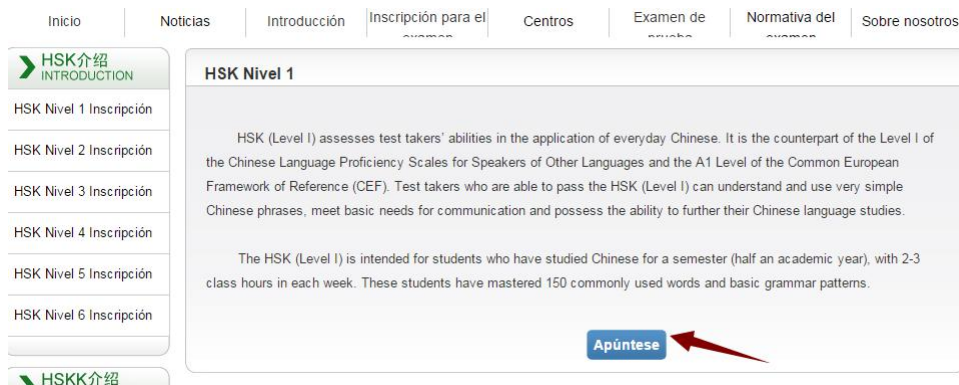 Inicio
Noticias
Introducción
Inscripción para el
examen
Centros
Examen de
prueba
Normativa del
examen
Sobre nosotros
HSK介绍
INTRODUCTION
HSK Nivel 1 Inscripción
HSK Nivel 2 Inscripción
HSK Nivel 3 Inscripción
HSK Nivel 4 Inscripción
HSK Nivel 5 Inscripción
HSK Nivel 6 Inscripción
HSKK介绍
HSK Nivel 1
HSK (Level I) assesses test takers’ abilities in the application of everyday Chinese. It is the counterpart of the Level I of
the Chinese Language Proficiency Scales for Speakers of Other Languages and the A1 Level of the Common European
Framework of Reference (CEF). Test takers who are able to pass the HSK (Level I) can understand and use very simple
Chinese phrases, meet basic needs for communication and possess the ability to further their Chinese language studies.
The HSK (Level I) is intended for students who have studied Chinese for a semester (half an academic year), with 2-3
class hours in each week. These students have mastered 150 commonly used words and basic grammar patterns.
Apúntese